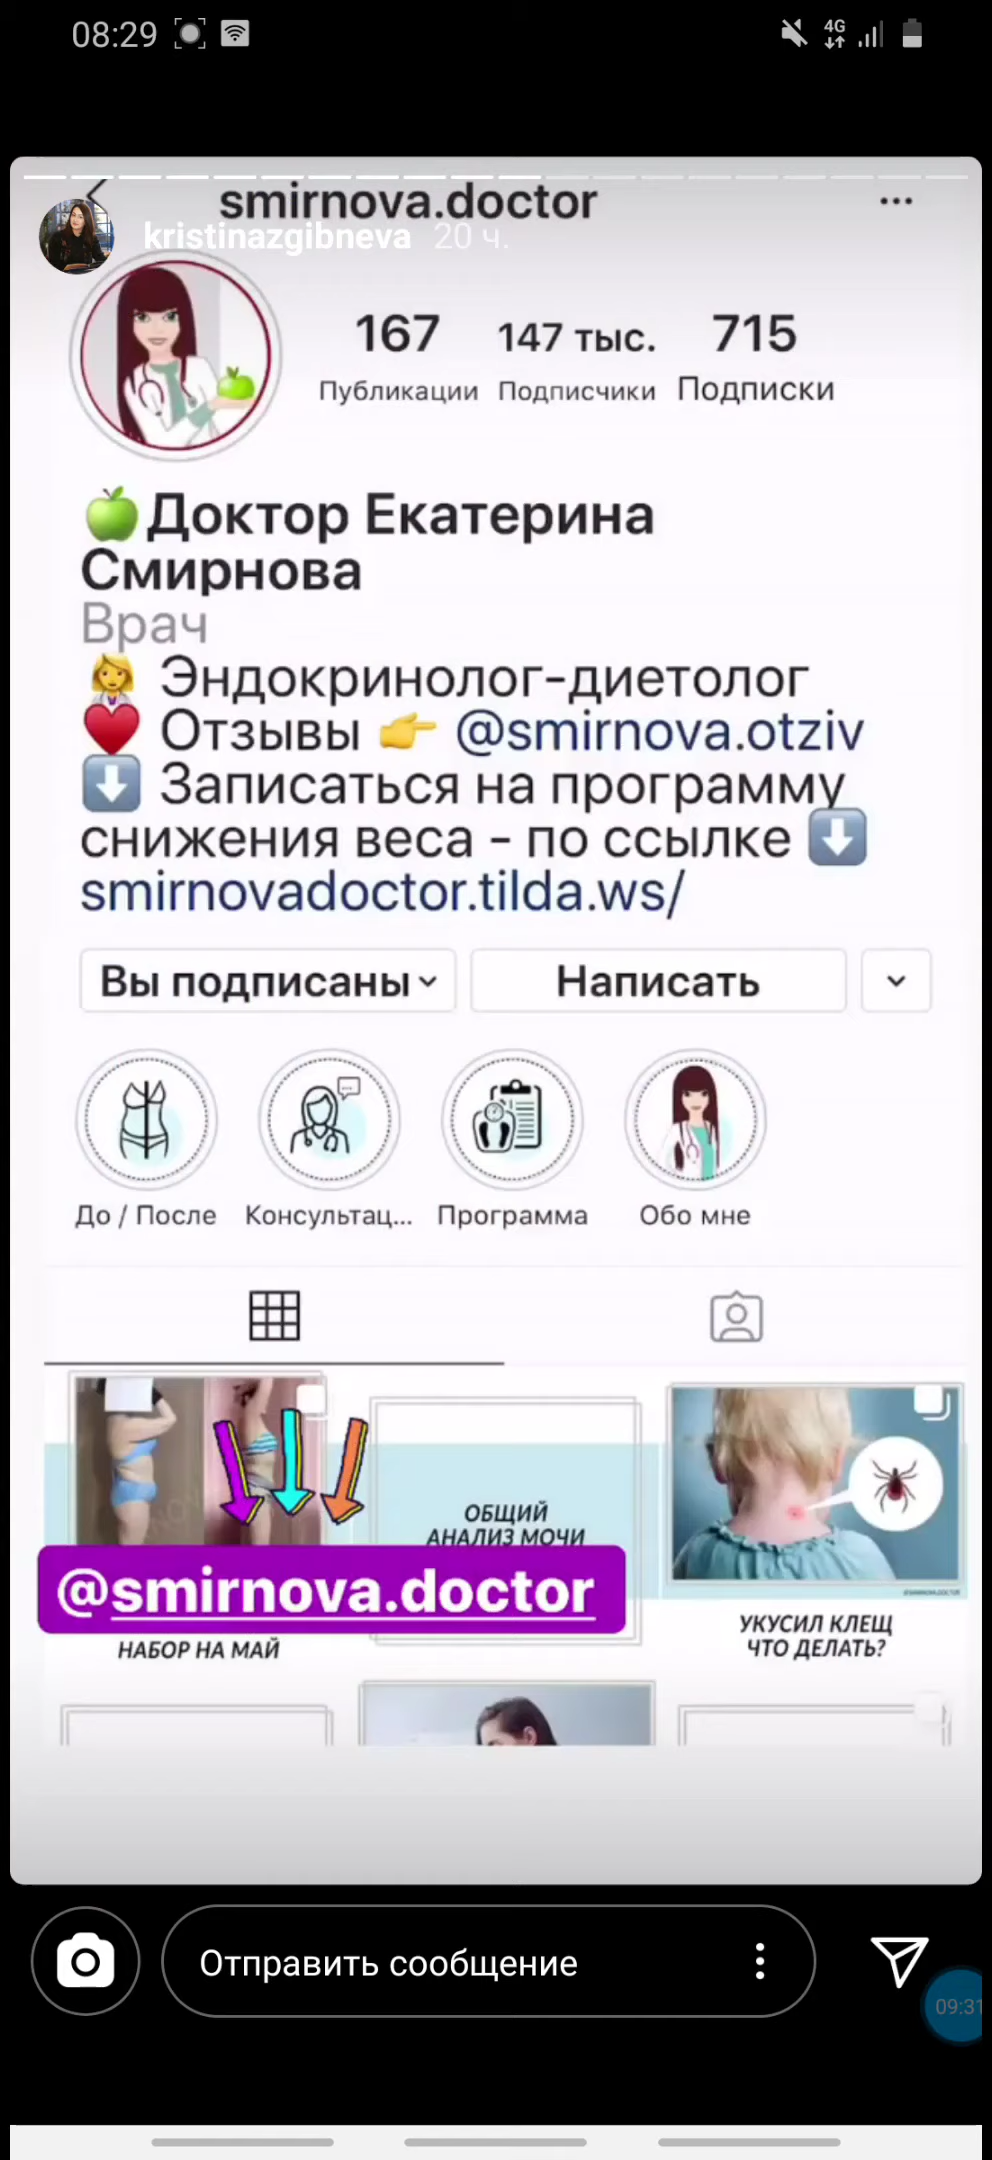 08:29
4G
smirnova.doctor
kristinazgibneva 20 ч.
167 147 тыс. 715
Публикации Подписчики Подписки
🍏Доктор Екатерина
Смирнова
Врач
👩‍⚕️ Эндокринолог-диетолог
❤️ Отзывы 👉 @smirnova.otziv
⬇️ Записаться на программу
снижения веса - по ссылке ⬇️
smirnovadoctor.tilda.ws/
Вы подписаны Написать
До / После Консультац... Программа Обо мне
ОБЩИЙ
АНАЛИЗ МОЧИ
@smirnova.doctor
НАБОР НА МАЙ
УКУСИЛ КЛЕЩ
ЧТО ДЕЛАТЬ?
Отправить сообщение
09:31